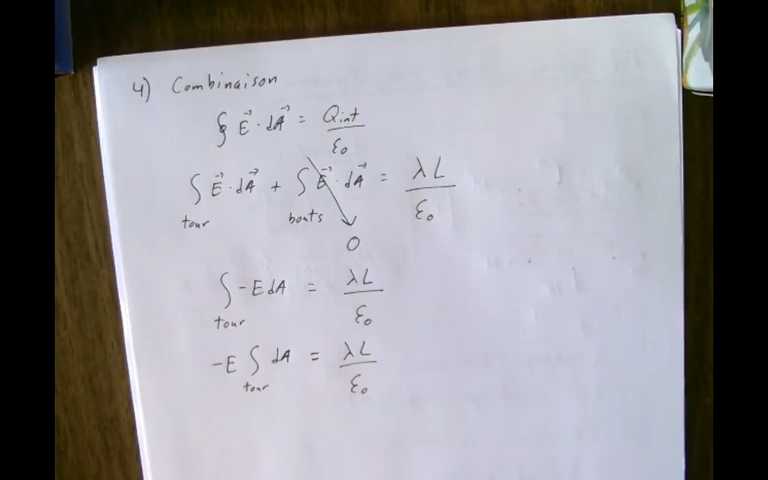 4) Combinaison
∮ E⃗ · dA⃗ = Qint / ε₀
∫tour E⃗ · dA⃗ + ∫bouts E⃗ · dA⃗ = λL / ε₀
0
∫tour -E dA = λL / ε₀
-E ∫tour dA = λL / ε₀